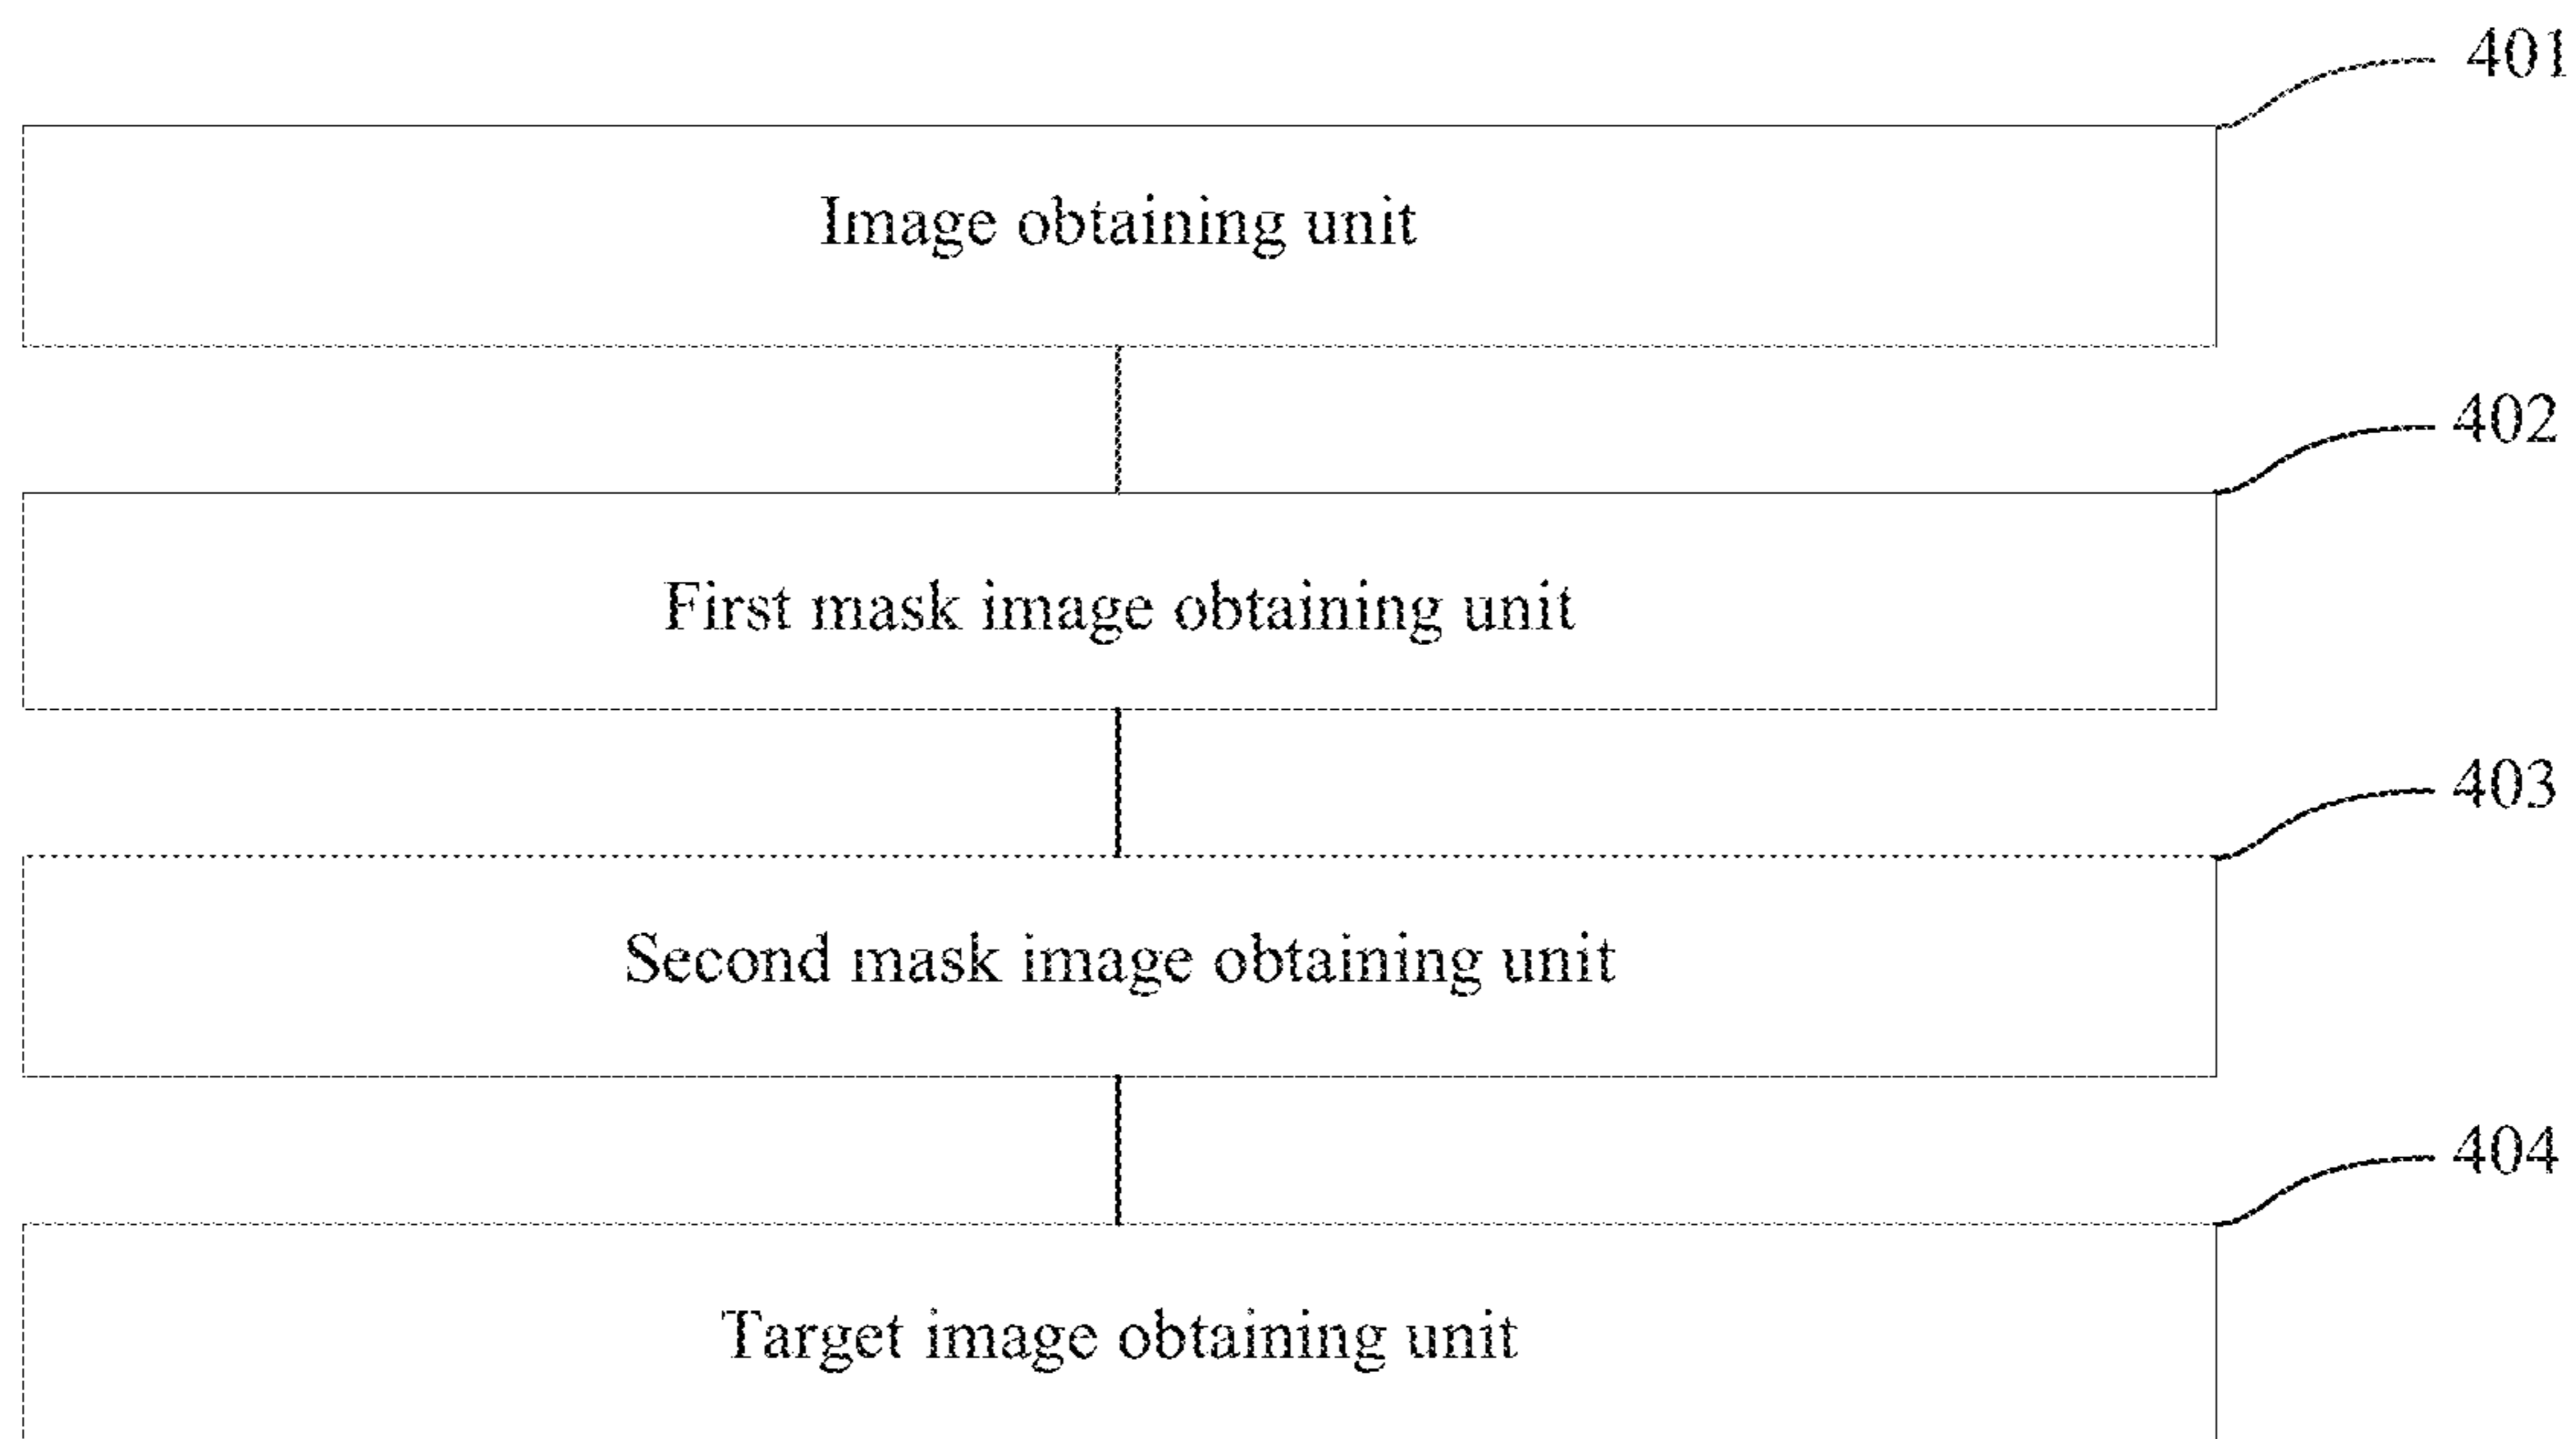 401
Image obtaining unit
402
First mask image obtaining unit
403
Second mask image obtaining unit
404
Target image obtaining unit